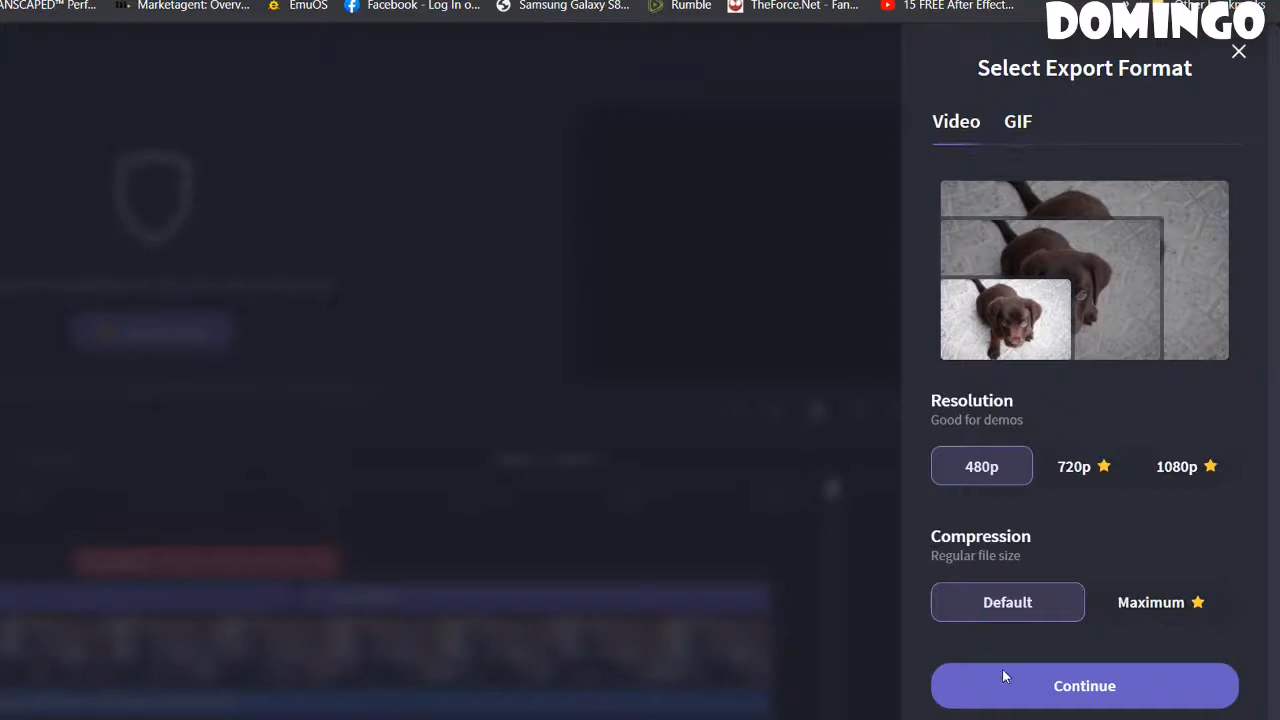 ANSCAPED™ Perf...
Marketagent: Overv...
EmuOS
Facebook - Log In o...
Samsung Galaxy S8...
Rumble
TheForce.Net - Fan...
15 FREE After Effect...
Other bookmarks
DOMINGO
Select Export Format
Video GIF
Resolution
Good for demos
480p 720p 1080p
Compression
Regular file size
Default Maximum
Continue